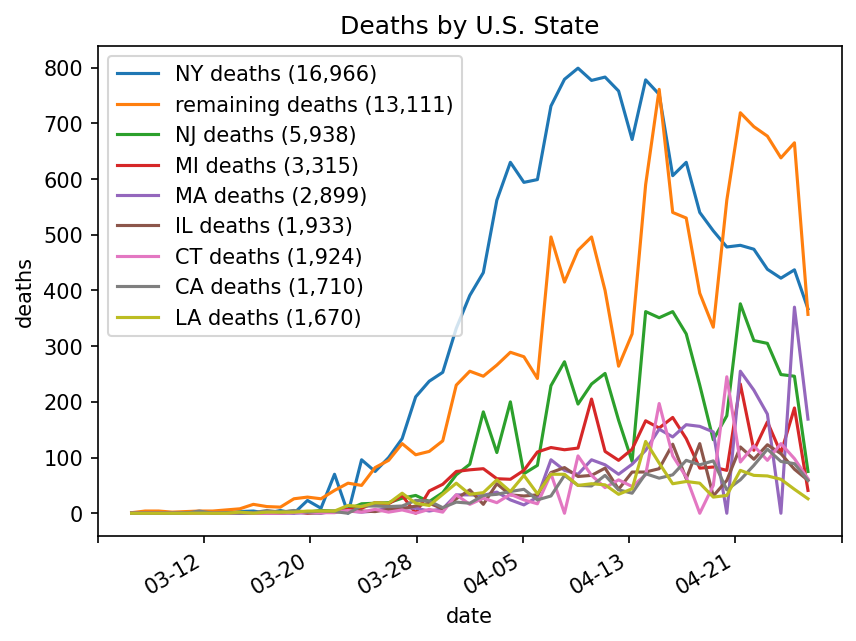 Deaths by U.S. State
NY deaths (16,966)
remaining deaths (13,111)
NJ deaths (5,938)
MI deaths (3,315)
MA deaths (2,899)
IL deaths (1,933)
CT deaths (1,924)
CA deaths (1,710)
LA deaths (1,670)
800
700
600
500
400
300
200
100
0
deaths
03-12
03-20
03-28
04-05
04-13
04-21
date